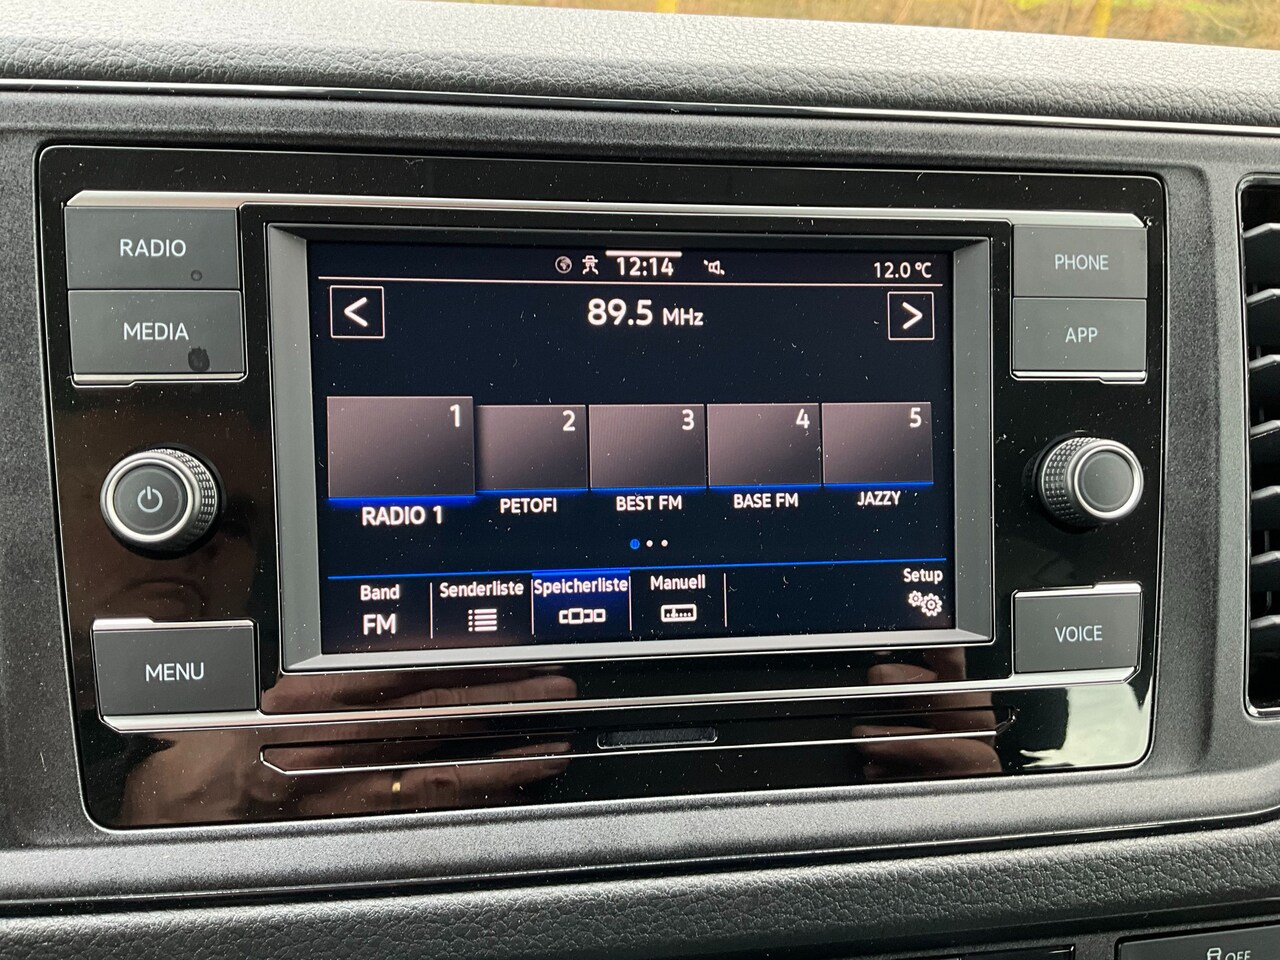 RADIO
MEDIA
MENU
12:14
12.0 °C
<
89.5 MHz
>
1
2
3
4
5
RADIO 1
PETOFI
BEST FM
BASE FM
JAZZY
Band
FM
Senderliste
Speicherliste
Manuell
Setup
PHONE
APP
VOICE
OFF